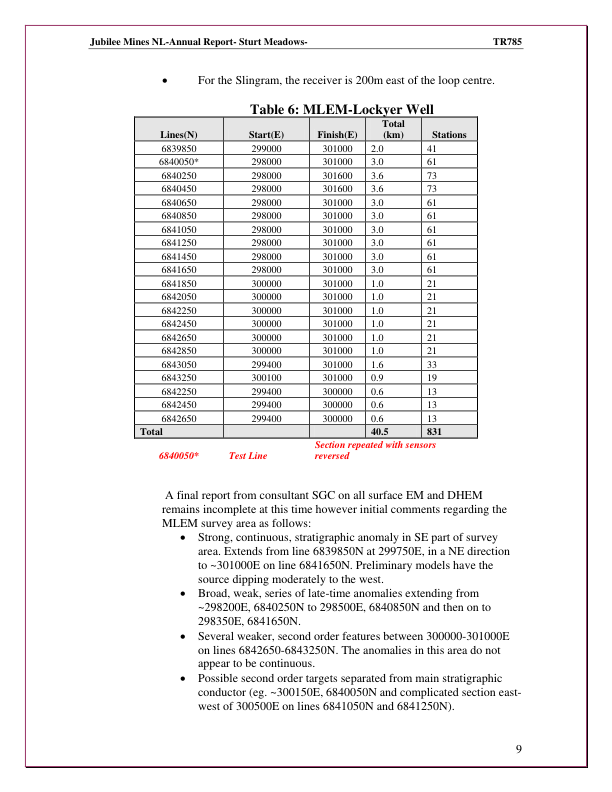 Jubilee Mines NL-Annual Report- Sturt Meadows- TR785
• For the Slingram, the receiver is 200m east of the loop centre.
Table 6: MLEM-Lockyer Well
Lines(N) Start(E) Finish(E) Total (km) Stations
6839850 299000 301000 2.0 41
6840050* 298000 301000 3.0 61
6840250 298000 301600 3.6 73
6840450 298000 301600 3.6 73
6840650 298000 301000 3.0 61
6840850 298000 301000 3.0 61
6841050 298000 301000 3.0 61
6841250 298000 301000 3.0 61
6841450 298000 301000 3.0 61
6841650 298000 301000 3.0 61
6841850 300000 301000 1.0 21
6842050 300000 301000 1.0 21
6842250 300000 301000 1.0 21
6842450 300000 301000 1.0 21
6842650 300000 301000 1.0 21
6842850 300000 301000 1.0 21
6843050 299400 301000 1.6 33
6843250 300100 301000 0.9 19
6842250 299400 300000 0.6 13
6842450 299400 300000 0.6 13
6842650 299400 300000 0.6 13
Total 40.5 831
6840050* Test Line Section repeated with sensors
reversed
A final report from consultant SGC on all surface EM and DHEM
remains incomplete at this time however initial comments regarding the
MLEM survey area as follows:
• Strong, continuous, stratigraphic anomaly in SE part of survey
area. Extends from line 6839850N at 299750E, in a NE direction
to ~301000E on line 6841650N. Preliminary models have the
source dipping moderately to the west.
• Broad, weak, series of late-time anomalies extending from
~298200E, 6840250N to 298500E, 6840850N and then on to
298350E, 6841650N.
• Several weaker, second order features between 300000-301000E
on lines 6842650-6843250N. The anomalies in this area do not
appear to be continuous.
• Possible second order targets separated from main stratigraphic
conductor (eg. ~300150E, 6840050N and complicated section east-
west of 300500E on lines 6841050N and 6841250N).
9